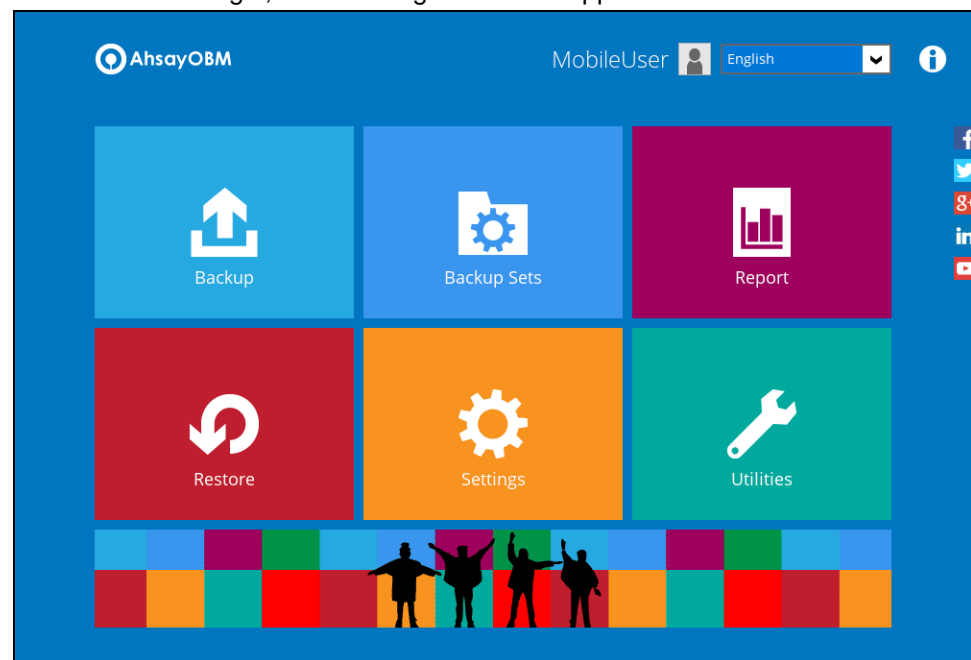 AhsayOBM
MobileUser
English
Backup
Backup Sets
Report
Restore
Settings
Utilities